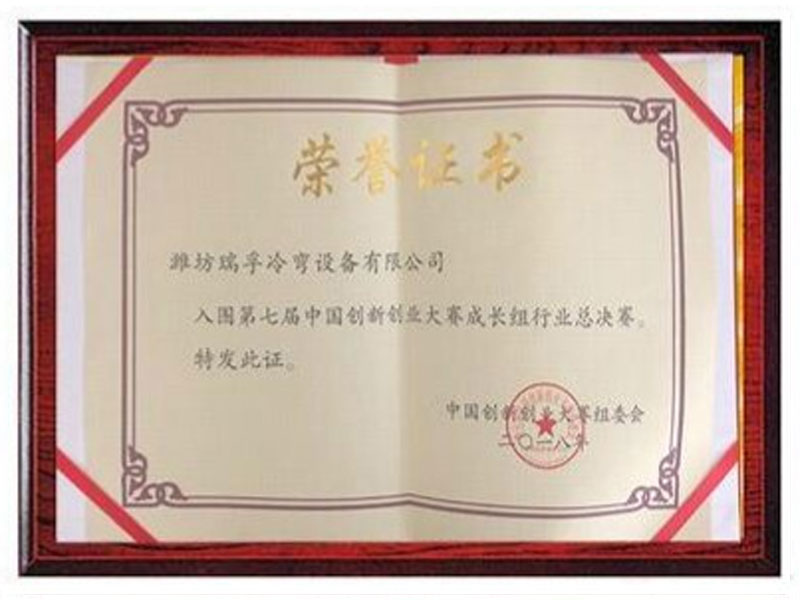 荣誉证书
潍坊瑞孚冷弯设备有限公司
入围第七届中国创新创业大赛成长组行业总决赛。
特发此证。
中国创新创业大赛组委会
二〇一八年